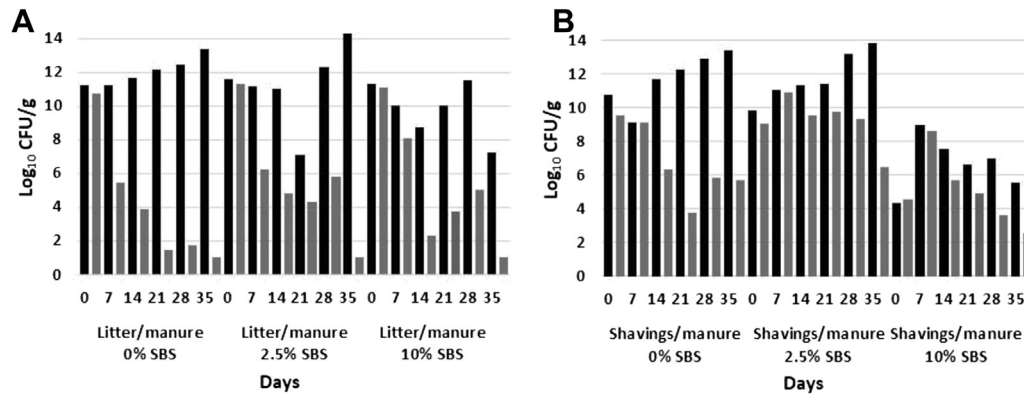 A
Log10 CFU/g
14
12
10
8
6
4
2
0
0 7 14 21 28 35 0 7 14 21 28 35 0 7 14 21 28 35
Litter/manure Litter/manure Litter/manure
0% SBS 2.5% SBS 10% SBS
Days
B
Log10 CFU/g
14
12
10
8
6
4
2
0
0 7 14 21 28 35 0 7 14 21 28 35 0 7 14 21 28 35
Shavings/manure Shavings/manure Shavings/manure
0% SBS 2.5% SBS 10% SBS
Days